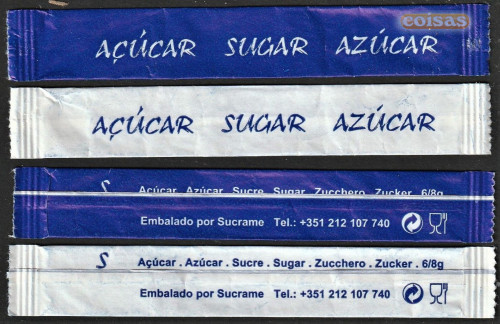 coisas
AÇÚCAR SUGAR AZÚCAR
AÇÚCAR SUGAR AZÚCAR
S Açúcar . Azúcar . Sucre . Sugar . Zucchero . Zucker . 6/8g
Embalado por Sucrame Tel.: +351 212 107 740
S Açúcar . Azúcar . Sucre . Sugar . Zucchero . Zucker . 6/8g
Embalado por Sucrame Tel.: +351 212 107 740